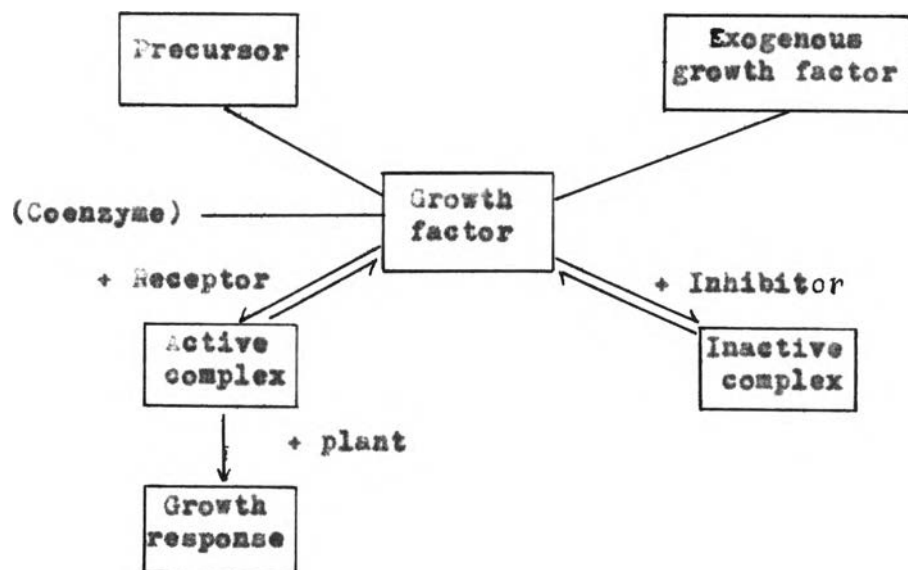 Precursor
Exogenous
growth factor
Growth
factor
(Coenzyme)
+ Receptor
+ Inhibitor
Active
complex
Inactive
complex
+ plant
Growth
response